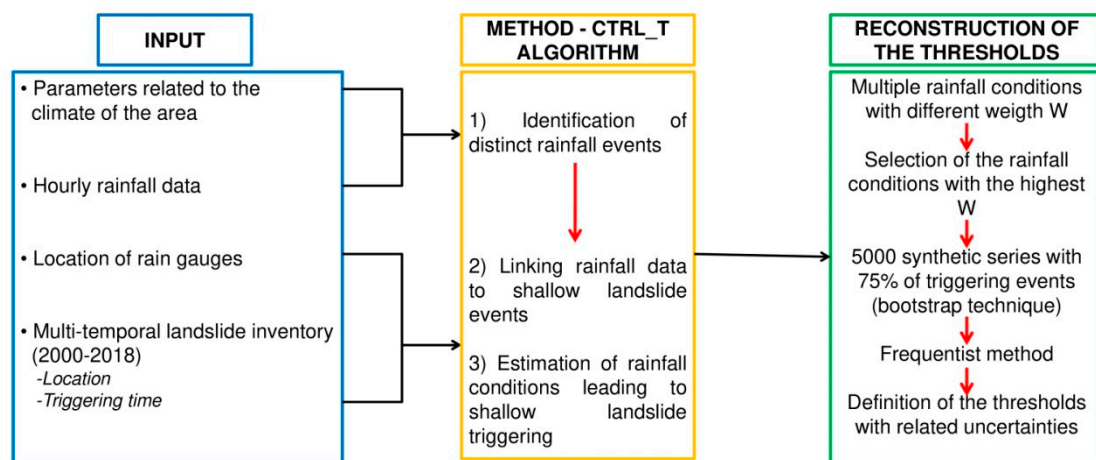 INPUT
• Parameters related to the
climate of the area
• Hourly rainfall data
• Location of rain gauges
• Multi-temporal landslide inventory
(2000-2018)
-Location
-Triggering time
METHOD - CTRL_T
ALGORITHM
1) Identification of
distinct rainfall events
2) Linking rainfall data
to shallow landslide
events
3) Estimation of rainfall
conditions leading to
shallow landslide
triggering
RECONSTRUCTION OF
THE THRESHOLDS
Multiple rainfall conditions
with different weigth W
Selection of the rainfall
conditions with the highest
W
5000 synthetic series with
75% of triggering events
(bootstrap technique)
Frequentist method
Definition of the thresholds
with related uncertainties